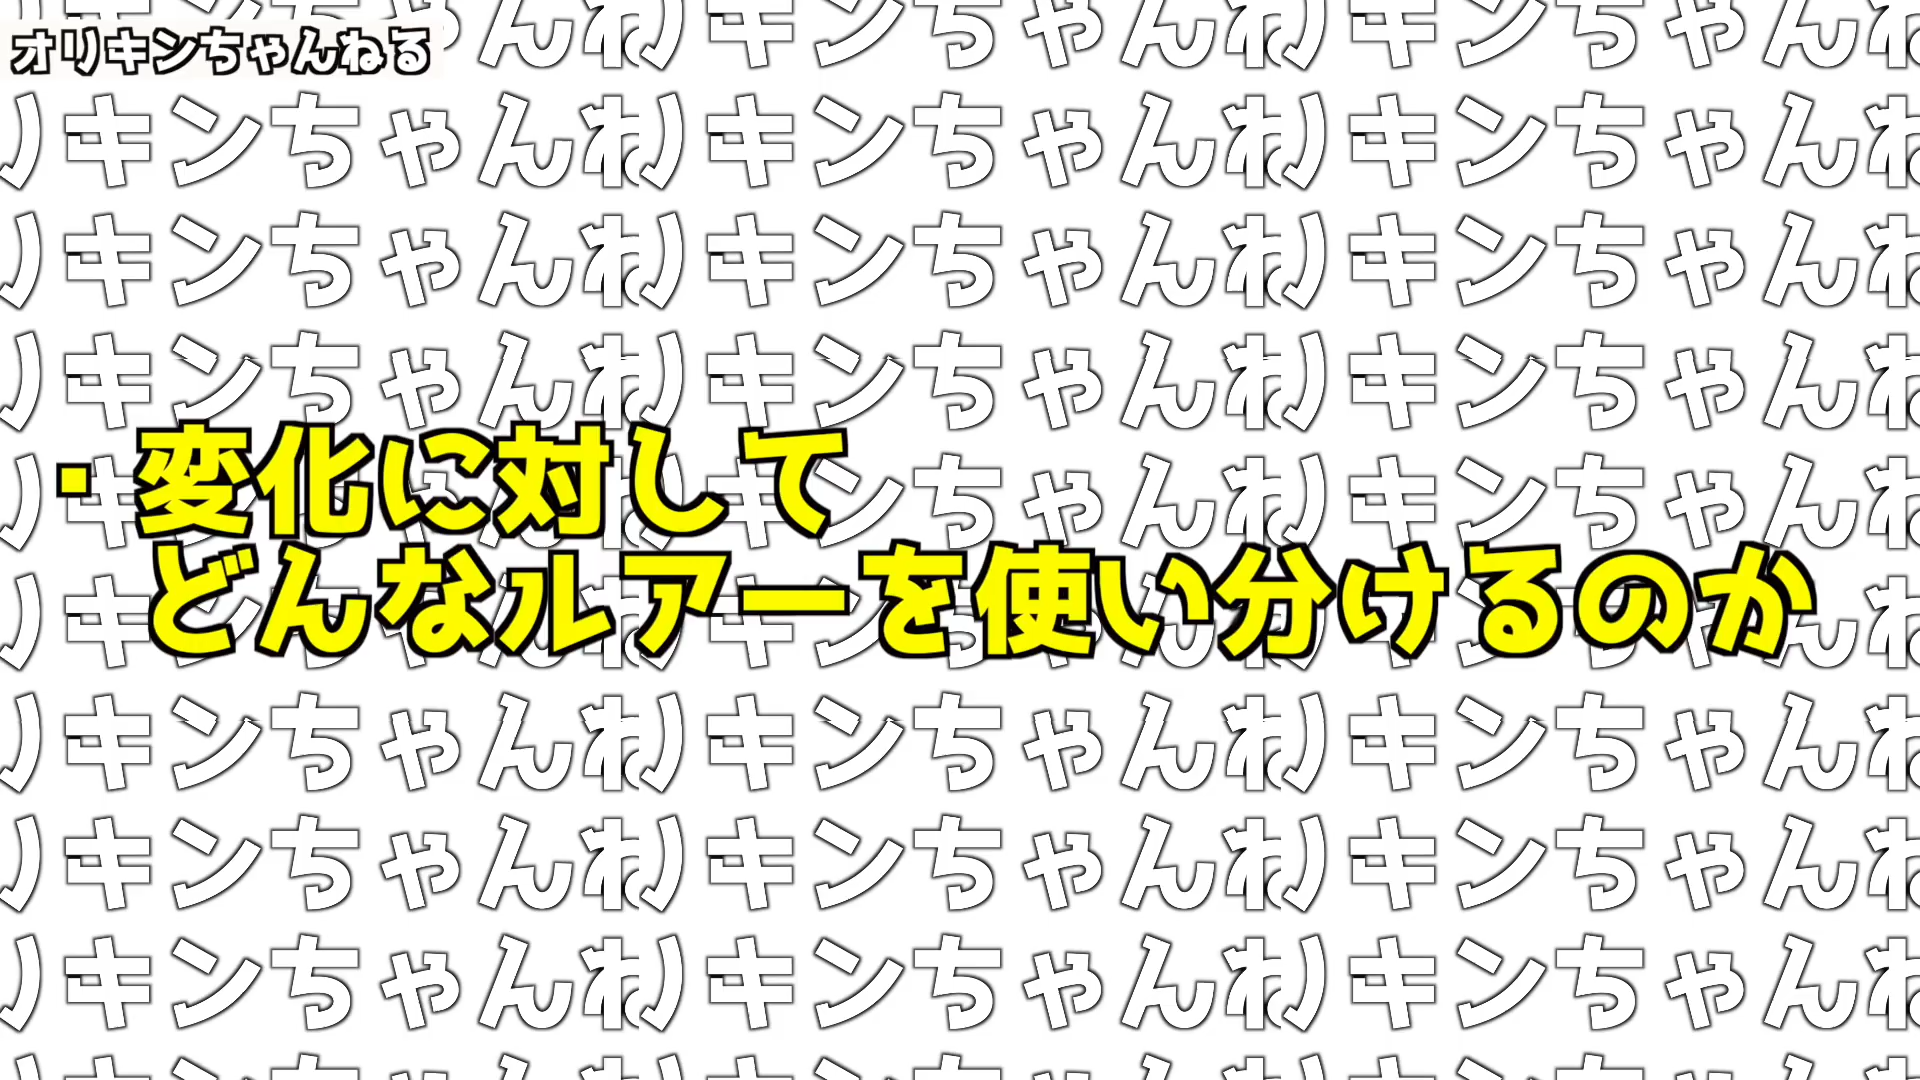 オリキンちゃんねる
・変化に対して
どんなルアーを使い分けるのか